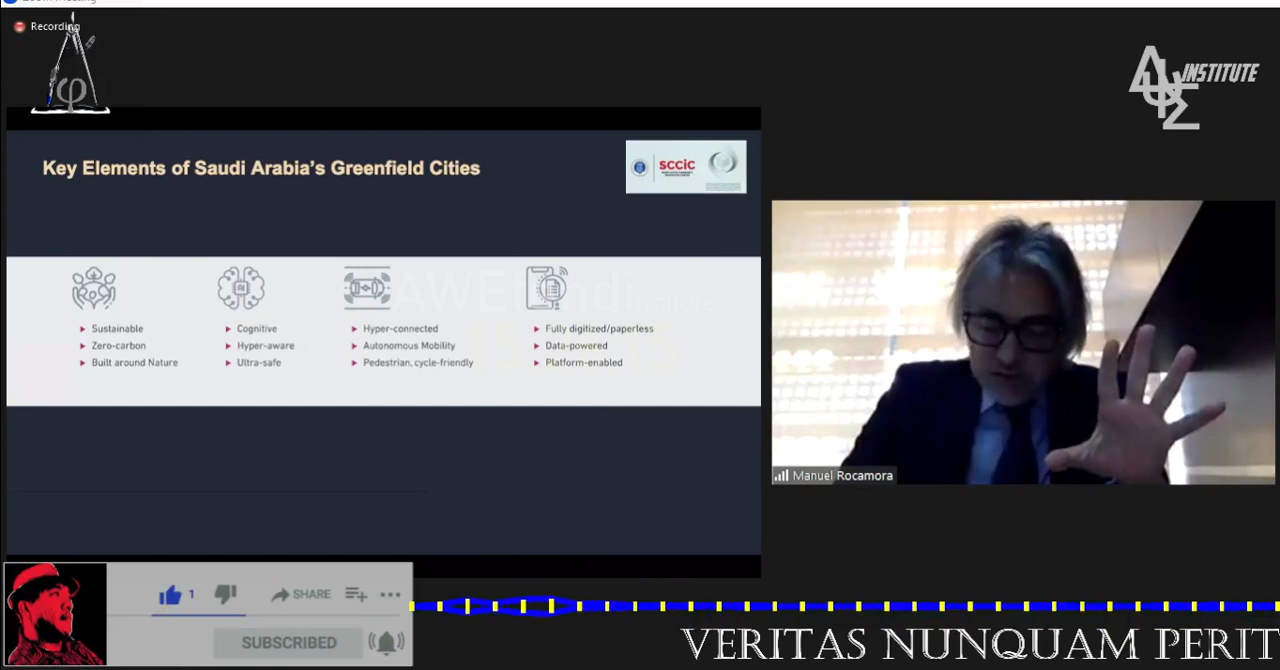 Zoom Meeting
Recording
φ
INSTITUTE
Key Elements of Saudi Arabia's Greenfield Cities
SCCIC
Sustainable
Zero-carbon
Built around Nature
Cognitive
Hyper-aware
Ultra-safe
Hyper-connected
Autonomous Mobility
Pedestrian, cycle-friendly
Fully digitized/paperless
Data-powered
Platform-enabled
Manuel Rocamora
1
SHARE
SUBSCRIBED
VERITAS NUNQUAM PERIT